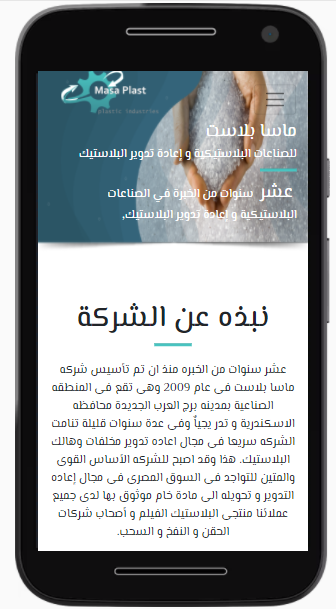 Masa Plast
plastic industries
ماسا بلاست
للصناعات البلاستيكية و إعادة تدوير البلاستيك
عشر سنوات من الخبرة في الصناعات
البلاستيكية و إعادة تدوير البلاستيك,
نبذه عن الشركة
عشر سنوات من الخبره منذ ان تم تأسيس شركه
ماسا بلاست فى عام 2009 وهى تقع في المنطقه
الصناعية بمدينه برج العرب الجديدة محافظه
الاسكندرية و تدريجياً وفى عدة سنوات قليلة تنامت
الشركه سريعا فى مجال اعاده تدوير مخلفات وهالك
البلاستيك. هذا وقد اصبح للشركه الأساس القوى
والمتين للتواجد فى السوق المصرى فى مجال إعاده
التدوير و تحويله الى مادة خام موثوق بها لدى جميع
عملائنا منتجى البلاستيك الفيلم و أصحاب شركات
الحقن و النفخ و السحب.